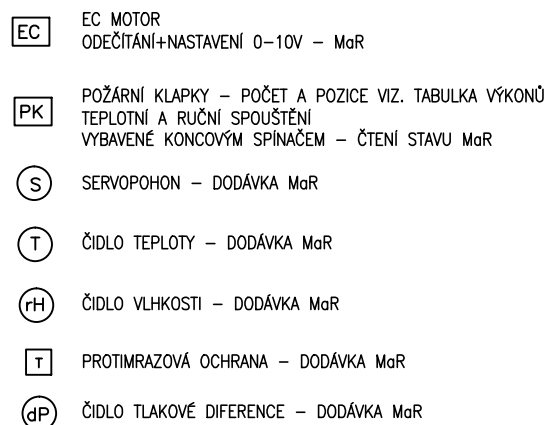 EC EC MOTOR
ODEČÍTÁNÍ+NASTAVENÍ 0-10V – MaR
PK POŽÁRNÍ KLAPKY – POČET A POZICE VIZ. TABULKA VÝKONŮ
TEPLOTNÍ A RUČNÍ SPOUŠTĚNÍ
VYBAVENÉ KONCOVÝM SPÍNAČEM – ČTENÍ STAVU MaR
S SERVOPOHON – DODÁVKA MaR
T ČIDLO TEPLOTY – DODÁVKA MaR
rH ČIDLO VLHKOSTI – DODÁVKA MaR
T PROTIMRAZOVÁ OCHRANA – DODÁVKA MaR
dP ČIDLO TLAKOVÉ DIFERENCE – DODÁVKA MaR